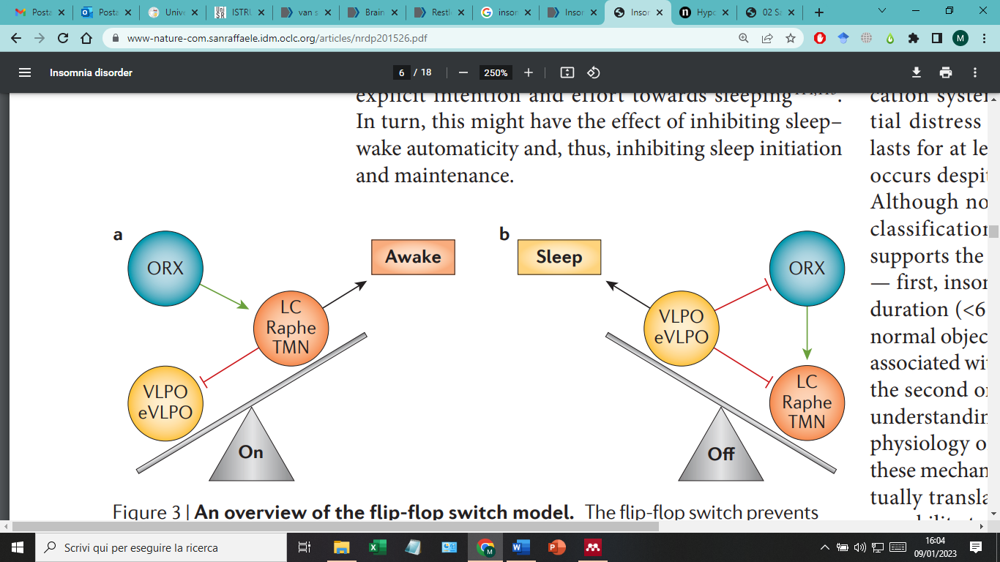 Posta
Posta
Unive
ISTRU
van s
Brain
Restl
insor
Insor
Insor
Hypo
02 Sa
www-nature-com.sanraffaele.idm.oclc.org/articles/nrdp201526.pdf
M
Insomnia disorder
6 / 18
250%
explicit intention and effort towards sleeping
In turn, this might have the effect of inhibiting sleep–
wake automaticity and, thus, inhibiting sleep initiation
and maintenance.
a
ORX
Awake
LC
Raphe
TMN
VLPO
eVLPO
On
b
Sleep
ORX
VLPO
eVLPO
LC
Raphe
TMN
Off
Figure 3 | An overview of the flip-flop switch model. The flip-flop switch prevents
cation system
tial distress
lasts for at le
occurs despit
Although no
classification
supports the
— first, insor
duration (<6
normal objec
associated wi
the second o
understandin
physiology o
these mechan
tually transla
Scrivi qui per eseguire la ricerca
16:04
09/01/2023